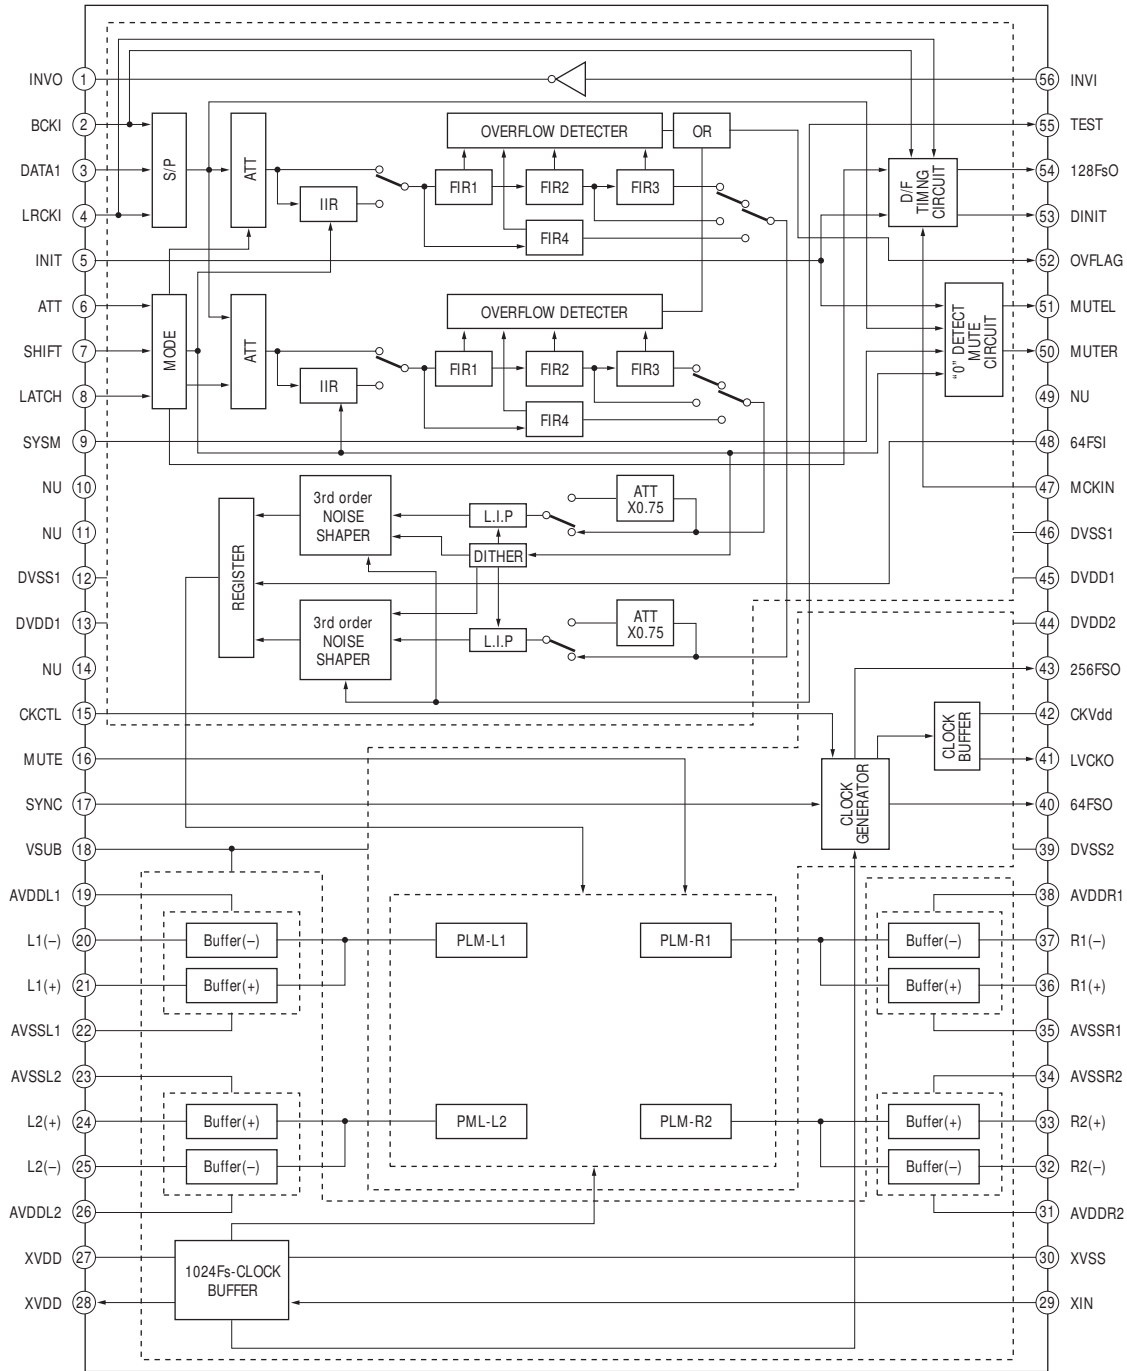 INVO 1
BCKI 2
DATA1 3
LRCKI 4
INIT 5
ATT 6
SHIFT 7
LATCH 8
SYSM 9
NU 10
NU 11
DVSS1 12
DVDD1 13
NU 14
CKCTL 15
MUTE 16
SYNC 17
VSUB 18
AVDDL1 19
L1(–) 20
L1(+) 21
AVSSL1 22
AVSSL2 23
L2(+) 24
L2(–) 25
AVDDL2 26
XVDD 27
XVDD 28
S/P
ATT
IIR
OVERFLOW DETECTER
OR
FIR1
FIR2
FIR3
FIR4
D/F
TIMNG
CIRCUIT
MODE
ATT
IIR
OVERFLOW DETECTER
FIR1
FIR2
FIR3
FIR4
"0" DETECT
MUTE
CIRCUIT
REGISTER
3rd order
NOISE
SHAPER
L.I.P
ATT
X0.75
DITHER
3rd order
NOISE
SHAPER
L.I.P
ATT
X0.75
CLOCK
GENERATOR
CLOCK
BUFFER
Buffer(–)
Buffer(+)
PLM-L1
PLM-R1
Buffer(–)
Buffer(+)
Buffer(+)
Buffer(–)
PML-L2
PLM-R2
Buffer(+)
Buffer(–)
1024Fs-CLOCK
BUFFER
56 INVI
55 TEST
54 128FsO
53 DINIT
52 OVFLAG
51 MUTEL
50 MUTER
49 NU
48 64FSI
47 MCKIN
46 DVSS1
45 DVDD1
44 DVDD2
43 256FSO
42 CKVdd
41 LVCKO
40 64FSO
39 DVSS2
38 AVDDR1
37 R1(–)
36 R1(+)
35 AVSSR1
34 AVSSR2
33 R2(+)
32 R2(–)
31 AVDDR2
30 XVSS
29 XIN